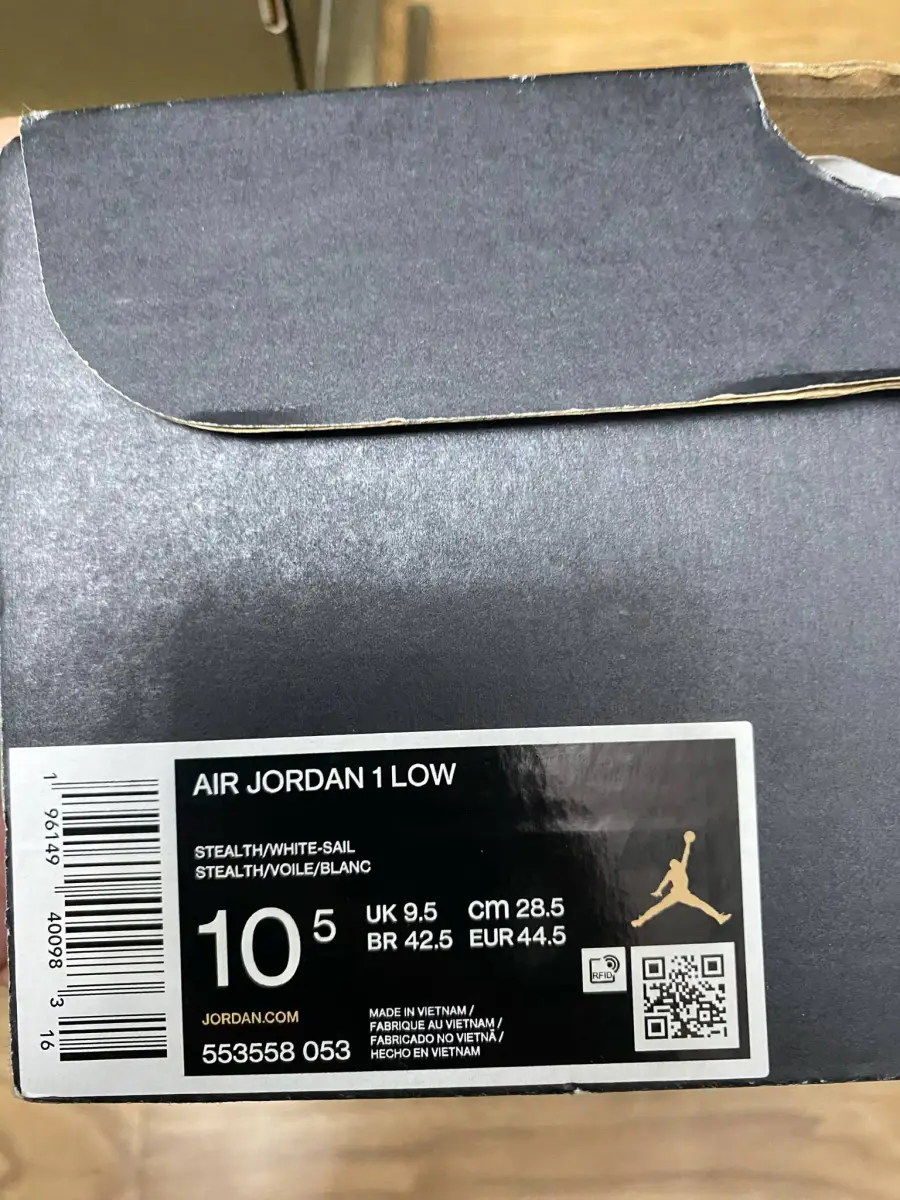 AIR JORDAN 1 LOW
STEALTH/WHITE-SAIL
STEALTH/VOILE/BLANC
10 5
UK 9.5 CM 28.5
BR 42.5 EUR 44.5
RFID
JORDAN.COM
553558 053
MADE IN VIETNAM /
FABRIQUE AU VIETNAM /
FABRICADO NO VIETNÃ /
HECHO EN VIETNAM
1 96149 40098 3 16